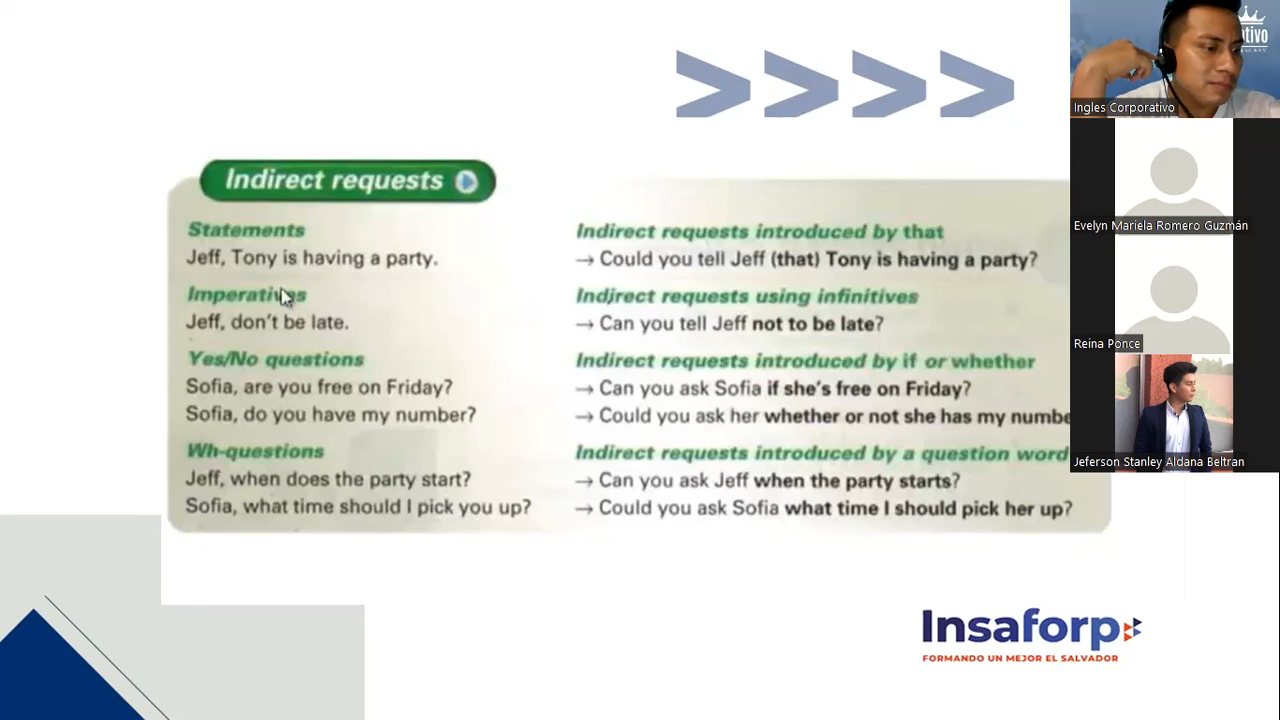 Indirect requests
Statements
Jeff, Tony is having a party.
Indirect requests introduced by that
→ Could you tell Jeff (that) Tony is having a party?
Imperatives
Jeff, don't be late.
Indirect requests using infinitives
→ Can you tell Jeff not to be late?
Yes/No questions
Sofia, are you free on Friday?
Sofia, do you have my number?
Indirect requests introduced by if or whether
→ Can you ask Sofia if she's free on Friday?
→ Could you ask her whether or not she has my numbe
Wh-questions
Jeff, when does the party start?
Sofia, what time should I pick you up?
Indirect requests introduced by a question word
→ Can you ask Jeff when the party starts?
→ Could you ask Sofia what time I should pick her up?
Insaforp
FORMANDO UN MEJOR EL SALVADOR
Ingles Corporativo
Evelyn Mariela Romero Guzmán
Reina Ponce
Jeferson Stanley Aldana Beltran